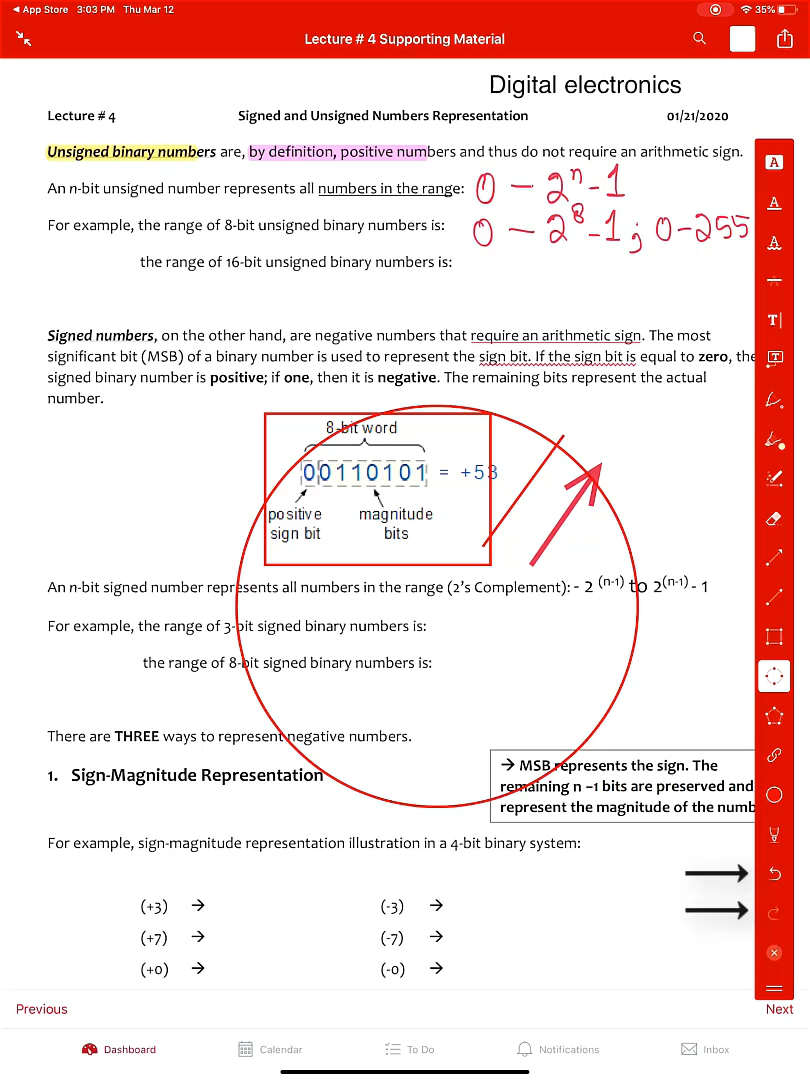 App Store 3:03 PM Thu Mar 12 35%
Lecture # 4 Supporting Material
Digital electronics
Lecture # 4 Signed and Unsigned Numbers Representation 01/21/2020
Unsigned binary numbers are, by definition, positive numbers and thus do not require an arithmetic sign.
An n-bit unsigned number represents all numbers in the range: 0 — 2^n - 1
For example, the range of 8-bit unsigned binary numbers is: 0 — 2^8 - 1 ; 0 - 255
the range of 16-bit unsigned binary numbers is:
Signed numbers, on the other hand, are negative numbers that require an arithmetic sign. The most
significant bit (MSB) of a binary number is used to represent the sign bit. If the sign bit is equal to zero, the
signed binary number is positive; if one, then it is negative. The remaining bits represent the actual
number.
8-bit word
00110101 = +53
positive magnitude
sign bit bits
An n-bit signed number represents all numbers in the range (2's Complement): - 2 (n-1) to 2(n-1) - 1
For example, the range of 3-bit signed binary numbers is:
the range of 8-bit signed binary numbers is:
There are THREE ways to represent negative numbers.
1. Sign-Magnitude Representation
→ MSB represents the sign. The
remaining n –1 bits are preserved and
represent the magnitude of the numb
For example, sign-magnitude representation illustration in a 4-bit binary system:
(+3) → (-3) →
(+7) → (-7) →
(+0) → (-0) →
Previous Next
Dashboard Calendar To Do Notifications Inbox